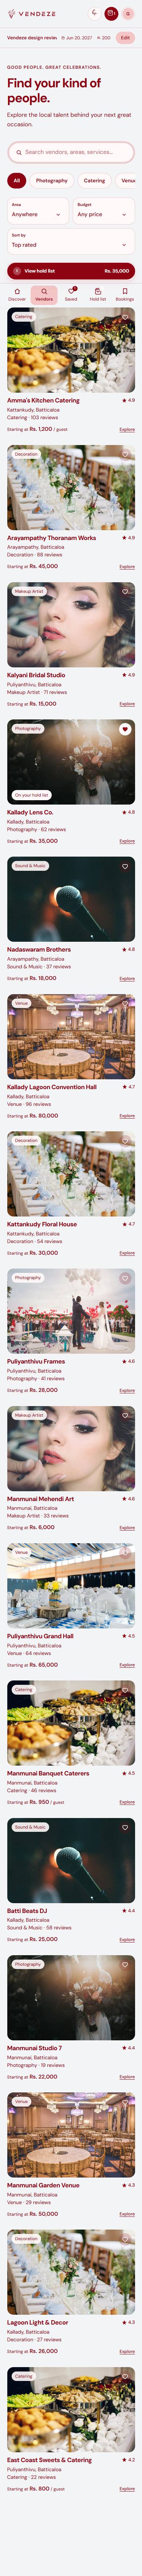 VENDEZE
1
Vendeze design review
Jun 20, 2027
200
Edit
GOOD PEOPLE. GREAT CELEBRATIONS.
Find your kind of
people.
Explore the local talent behind your next great
occasion.
Search vendors, areas, services...
All
Photography
Catering
Venue
Area
Anywhere
Budget
Any price
Sort by
Top rated
1
View hold list
Rs. 35,000
Discover
Vendors
Saved
Hold list
Bookings
Catering
Amma's Kitchen Catering
4.9
Kattankudy, Batticaloa
Catering · 103 reviews
Starting at Rs. 1,200 / guest
Explore
Decoration
Arayampathy Thoranam Works
4.9
Arayampathy, Batticaloa
Decoration · 88 reviews
Starting at Rs. 45,000
Explore
Makeup Artist
Kalyani Bridal Studio
4.9
Puliyanthivu, Batticaloa
Makeup Artist · 71 reviews
Starting at Rs. 15,000
Explore
Photography
On your hold list
Kallady Lens Co.
4.8
Kallady, Batticaloa
Photography · 62 reviews
Starting at Rs. 35,000
Explore
Sound & Music
Nadaswaram Brothers
4.8
Arayampathy, Batticaloa
Sound & Music · 37 reviews
Starting at Rs. 18,000
Explore
Venue
Kallady Lagoon Convention Hall
4.7
Kallady, Batticaloa
Venue · 96 reviews
Starting at Rs. 80,000
Explore
Decoration
Kattankudy Floral House
4.7
Kattankudy, Batticaloa
Decoration · 54 reviews
Starting at Rs. 30,000
Explore
Photography
Puliyanthivu Frames
4.6
Puliyanthivu, Batticaloa
Photography · 41 reviews
Starting at Rs. 28,000
Explore
Makeup Artist
Manmunai Mehendi Art
4.6
Manmunai, Batticaloa
Makeup Artist · 33 reviews
Starting at Rs. 6,000
Explore
Venue
Puliyanthivu Grand Hall
4.5
Puliyanthivu, Batticaloa
Venue · 64 reviews
Starting at Rs. 65,000
Explore
Catering
Manmunai Banquet Caterers
4.5
Manmunai, Batticaloa
Catering · 46 reviews
Starting at Rs. 950 / guest
Explore
Sound & Music
Batti Beats DJ
4.4
Kallady, Batticaloa
Sound & Music · 58 reviews
Starting at Rs. 25,000
Explore
Photography
Manmunai Studio 7
4.4
Manmunai, Batticaloa
Photography · 19 reviews
Starting at Rs. 22,000
Explore
Venue
Manmunai Garden Venue
4.3
Manmunai, Batticaloa
Venue · 29 reviews
Starting at Rs. 50,000
Explore
Decoration
Lagoon Light & Decor
4.3
Kallady, Batticaloa
Decoration · 27 reviews
Starting at Rs. 26,000
Explore
Catering
East Coast Sweets & Catering
4.2
Puliyanthivu, Batticaloa
Catering · 22 reviews
Starting at Rs. 800 / guest
Explore